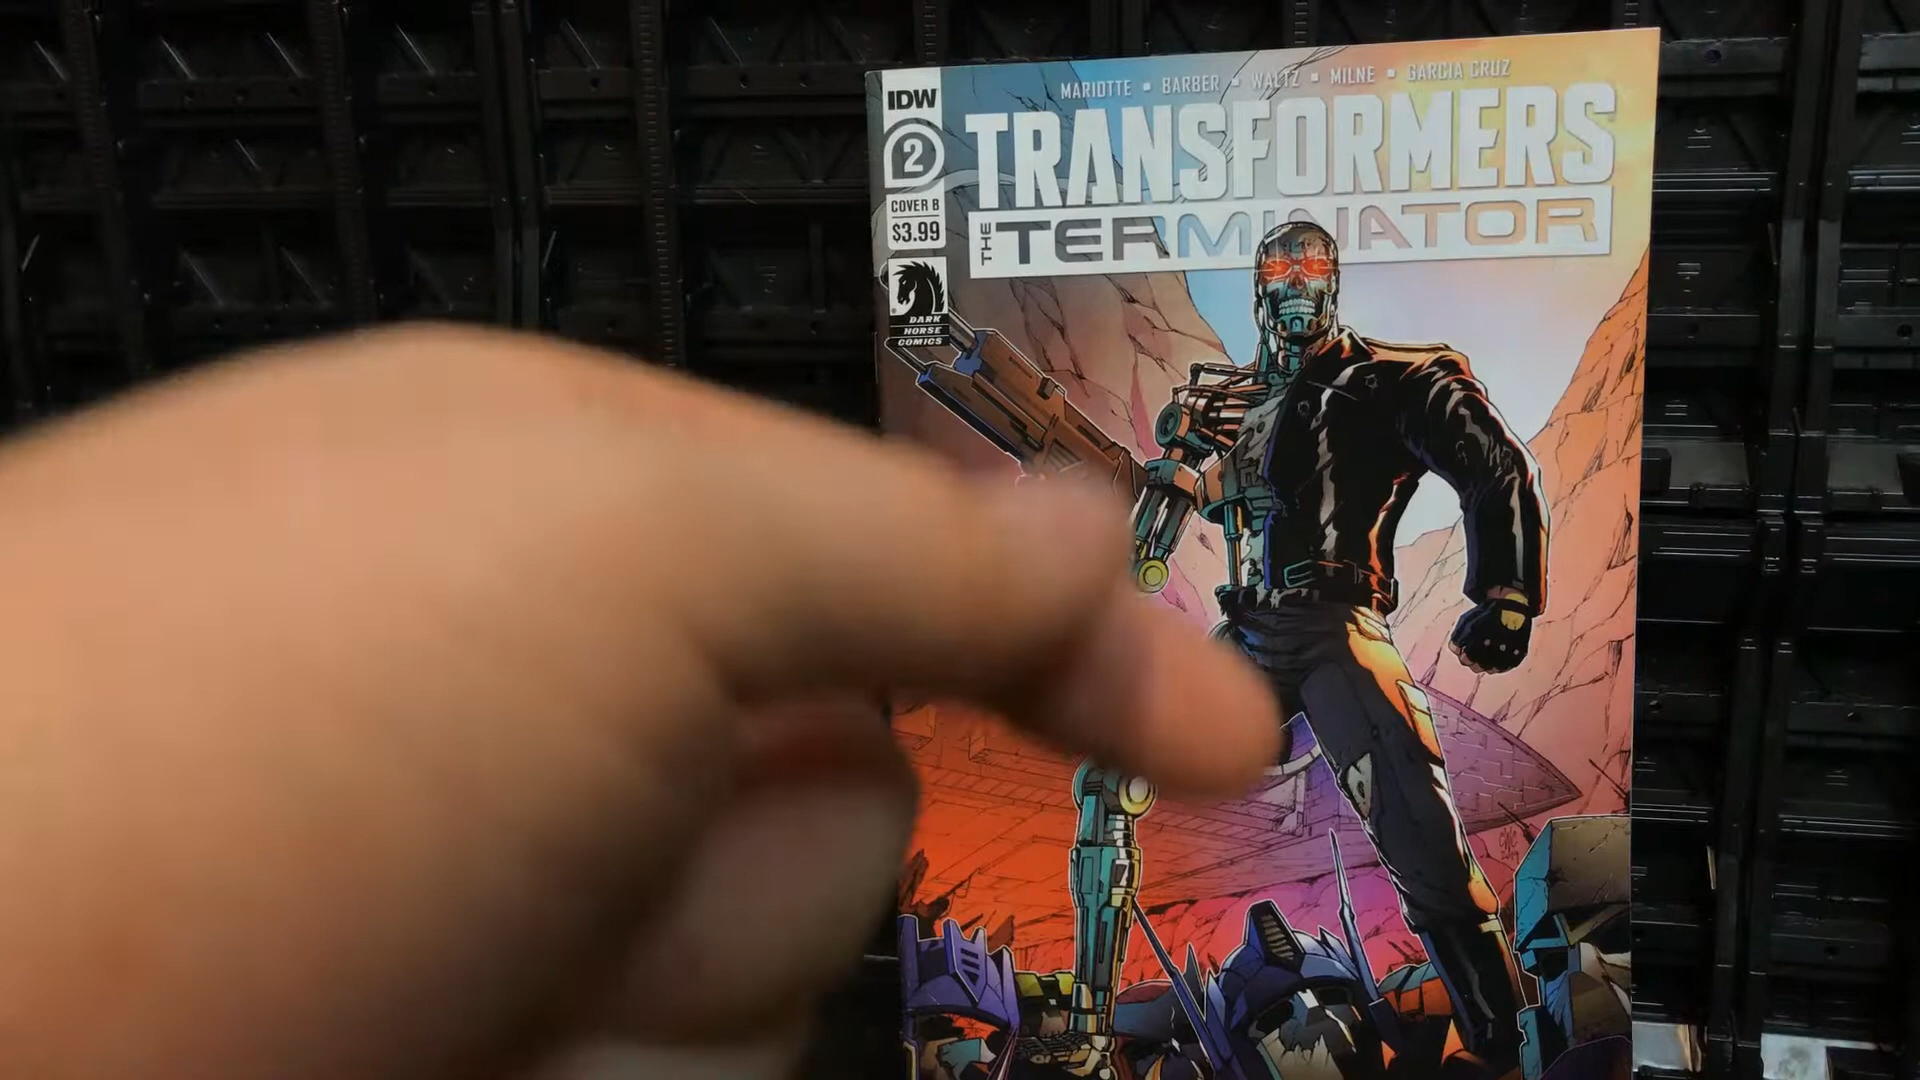 MARIOTTE ▪ BARBER ▪ WALTZ ▪ MILNE ▪ GARCIA CRUZ
IDW
TRANSFORMERS
2
THE TERMINATOR
COVER B
$3.99
DARK
HORSE
COMICS